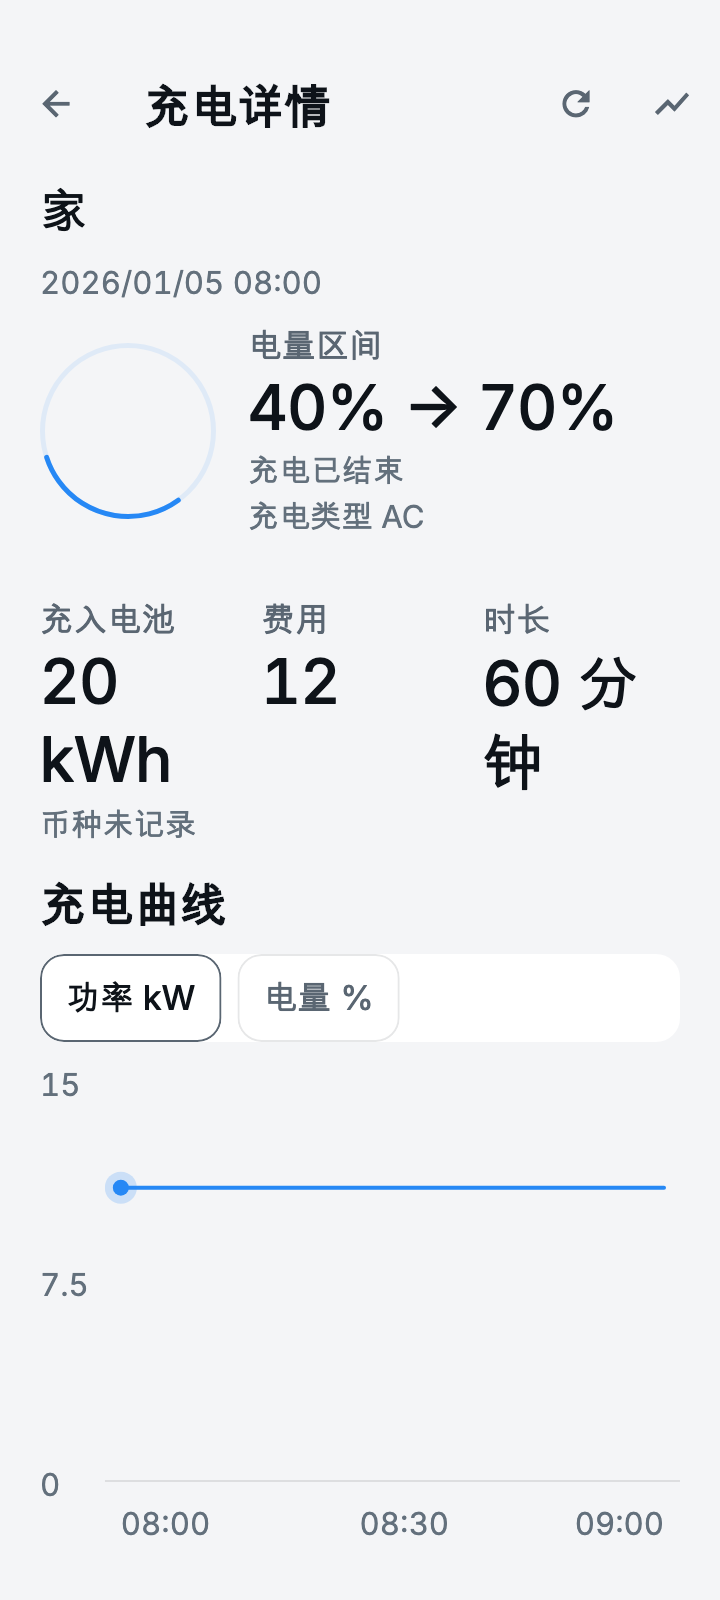 充电详情
家
2026/01/05 08:00
电量区间
40% → 70%
充电已结束
充电类型 AC
充入电池
20
kWh
费用
12
时长
60 分
钟
币种未记录
充电曲线
功率 kW
电量 %
15
7.5
0
08:00
08:30
09:00